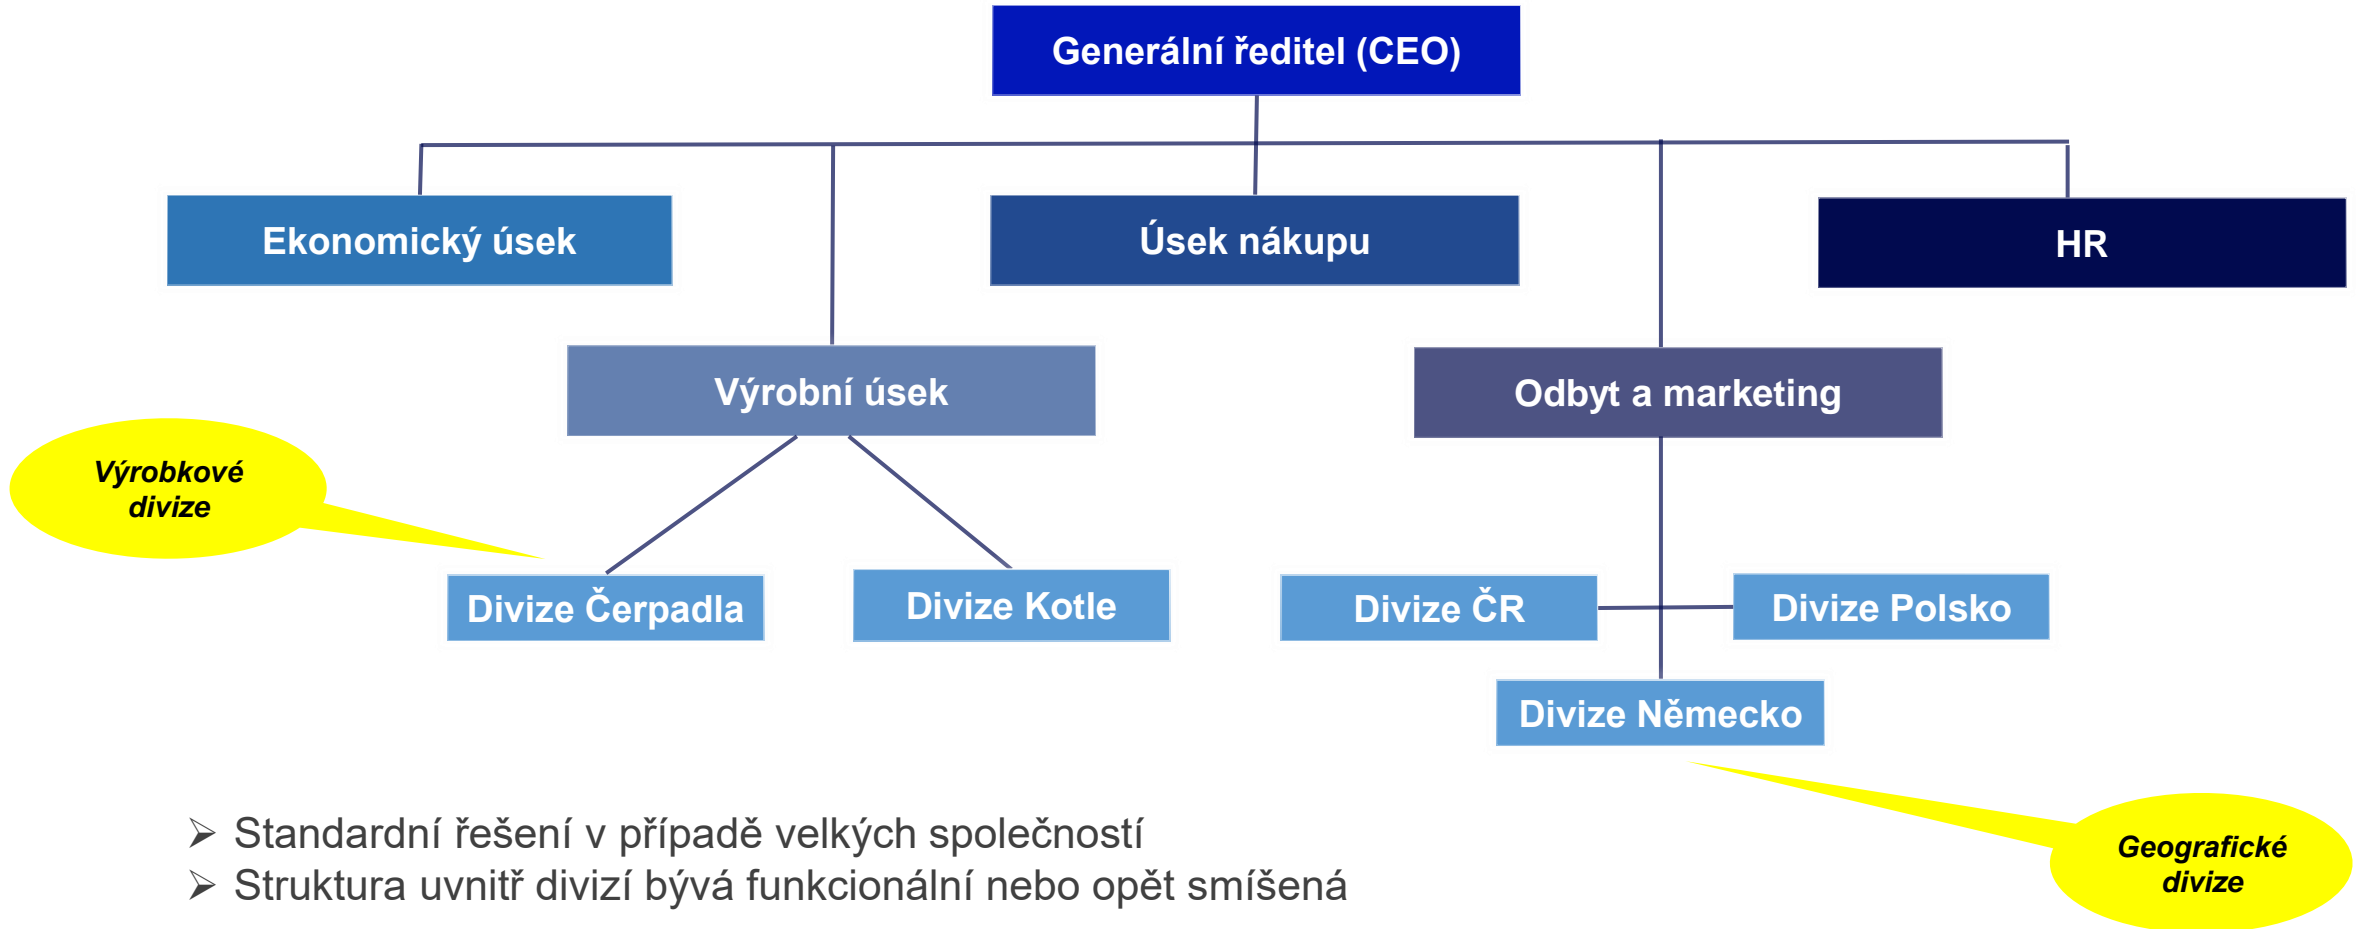 Generální ředitel (CEO)
Ekonomický úsek
Úsek nákupu
HR
Výrobní úsek
Odbyt a marketing
Výrobkové
divize
Divize Čerpadla
Divize Kotle
Divize ČR
Divize Polsko
Divize Německo
➢ Standardní řešení v případě velkých společností
➢ Struktura uvnitř divizí bývá funkcionální nebo opět smíšená
Geografické
divize